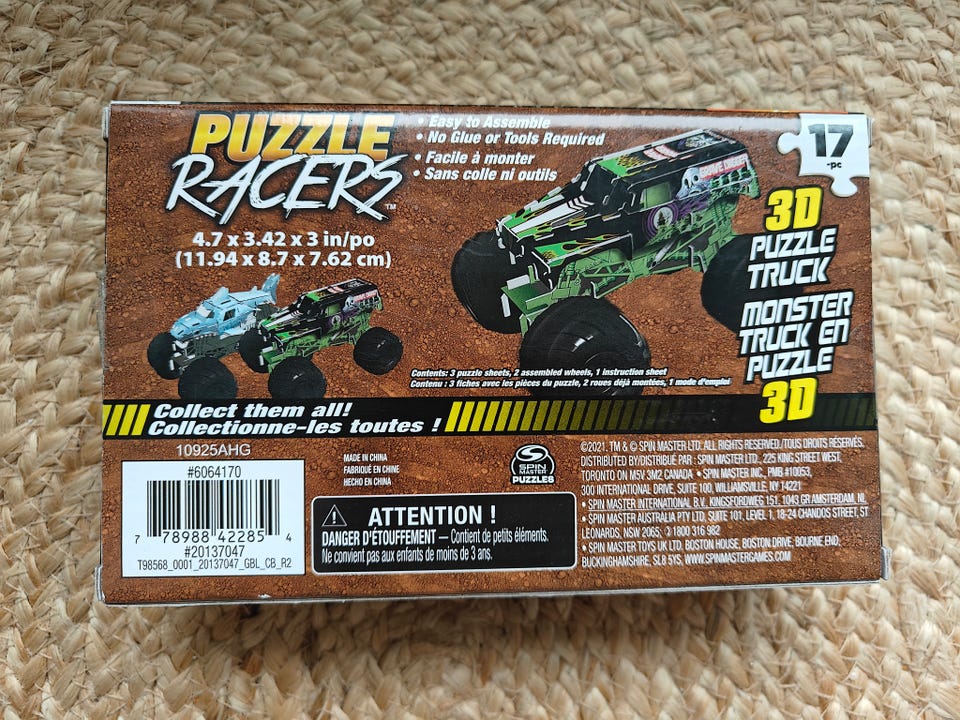 PUZZLE
RACERS™
• Easy to Assemble
• No Glue or Tools Required
• Facile à monter
• Sans colle ni outils
17
-pc
4.7 x 3.42 x 3 in/po
(11.94 x 8.7 x 7.62 cm)
GRAVE DIGGER
3D
PUZZLE
TRUCK
MONSTER
TRUCK EN
PUZZLE
3D
Contents: 3 puzzle sheets, 2 assembled wheels, 1 instruction sheet
Contenu : 3 fiches avec les pièces du puzzle, 2 roues déjà montées, 1 mode d'emploi
Collect them all!
Collectionne-les toutes !
10925AHG
#6064170
7 78988 42285 4
#20137047
T98568_0001_20137047_GBL_CB_R2
MADE IN CHINA
FABRIQUÉ EN CHINE
HECHO EN CHINA
SPIN
MASTER
PUZZLES
ATTENTION !
DANGER D'ÉTOUFFEMENT — Contient de petits éléments.
Ne convient pas aux enfants de moins de 3 ans.
©2021. TM & © SPIN MASTER LTD. ALL RIGHTS RESERVED./TOUS DROITS RÉSERVÉS.
DISTRIBUTED BY/DISTRIBUÉ PAR : SPIN MASTER LTD., 225 KING STREET WEST,
TORONTO ON M5V 3M2 CANADA • SPIN MASTER INC., PMB #10053,
300 INTERNATIONAL DRIVE, SUITE 100, WILLIAMSVILLE, NY 14221
• SPIN MASTER INTERNATIONAL B.V., KINGSFORDWEG 151, 1043 GR AMSTERDAM, NL
• SPIN MASTER AUSTRALIA PTY LTD, SUITE 101, LEVEL 1, 18-24 CHANDOS STREET, ST
LEONARDS, NSW 2065; ✆1800 316 982
• SPIN MASTER TOYS UK LTD. BOSTON HOUSE, BOSTON DRIVE, BOURNE END,
BUCKINGHAMSHIRE, SL8 5YS, WWW.SPINMASTERGAMES.COM